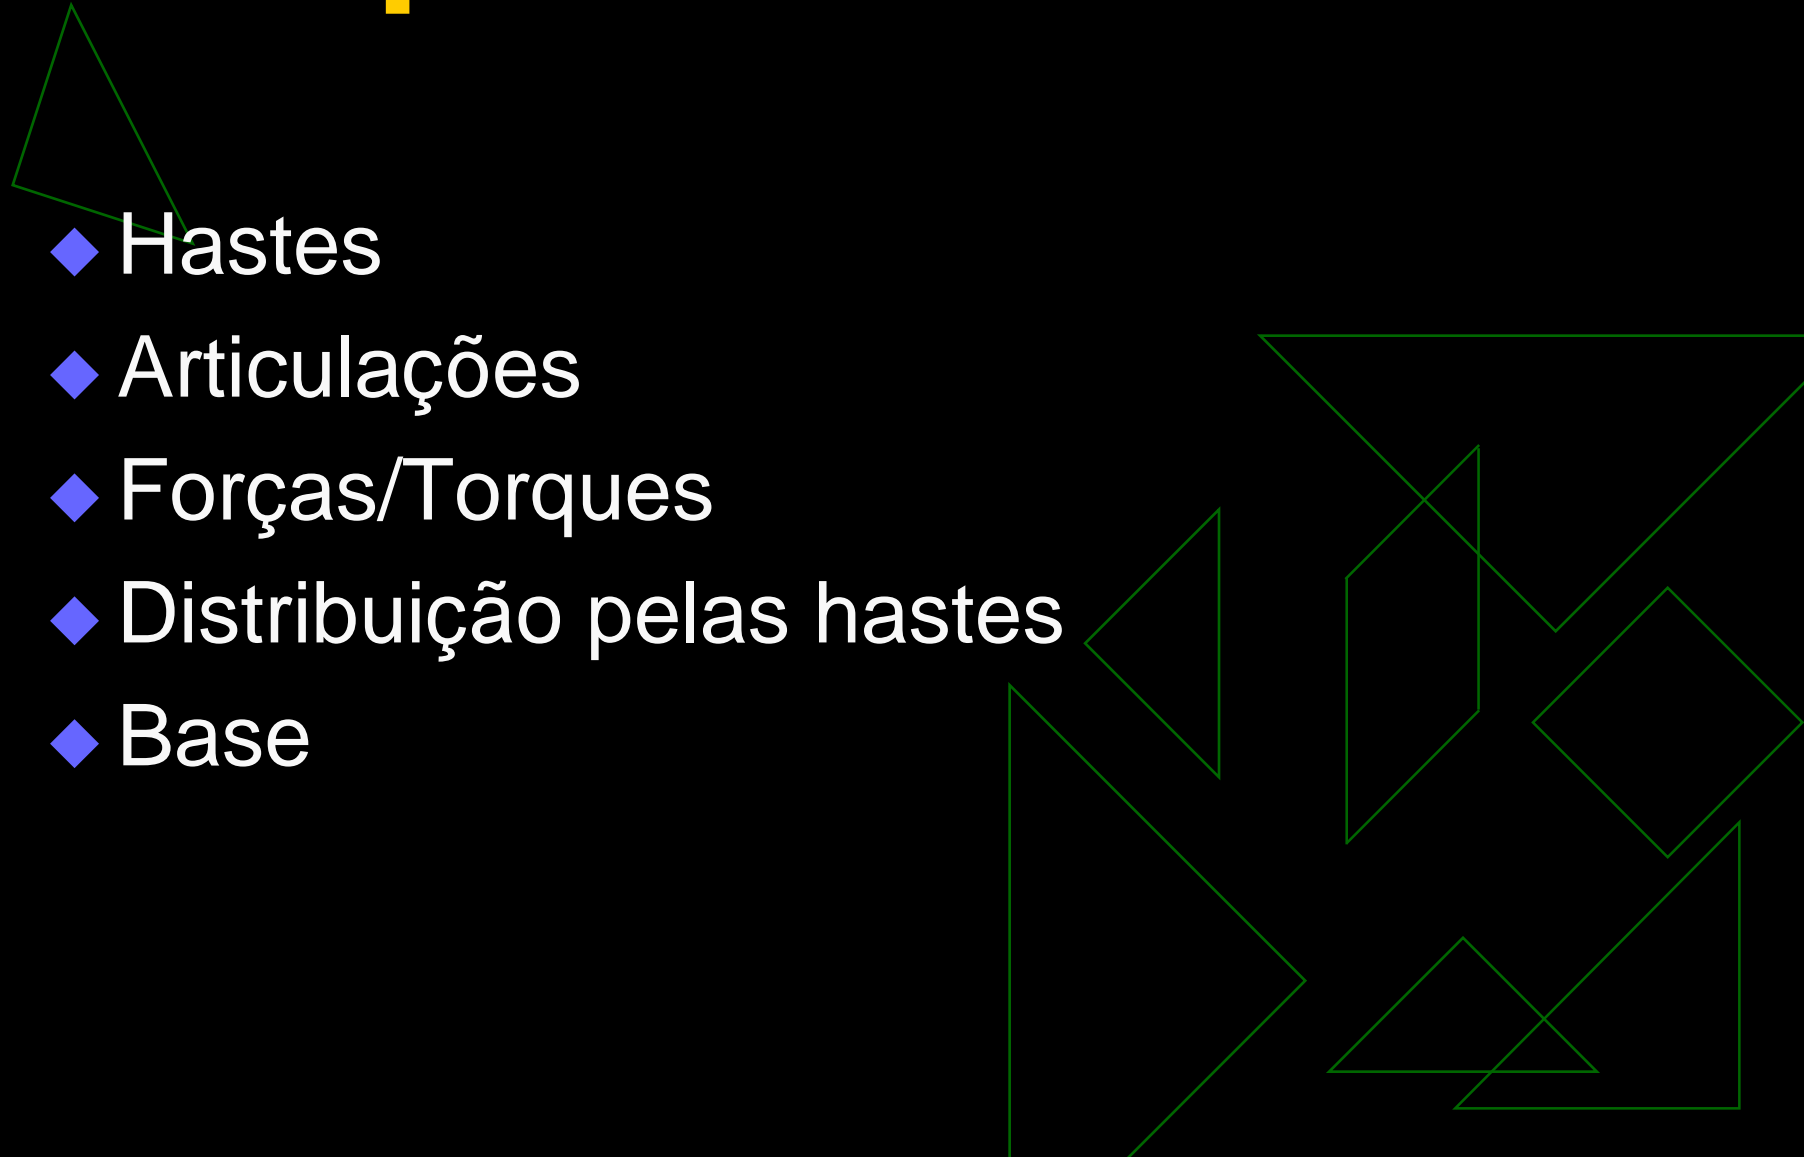 Hastes
Articulações
Forças/Torques
Distribuição pelas hastes
Base